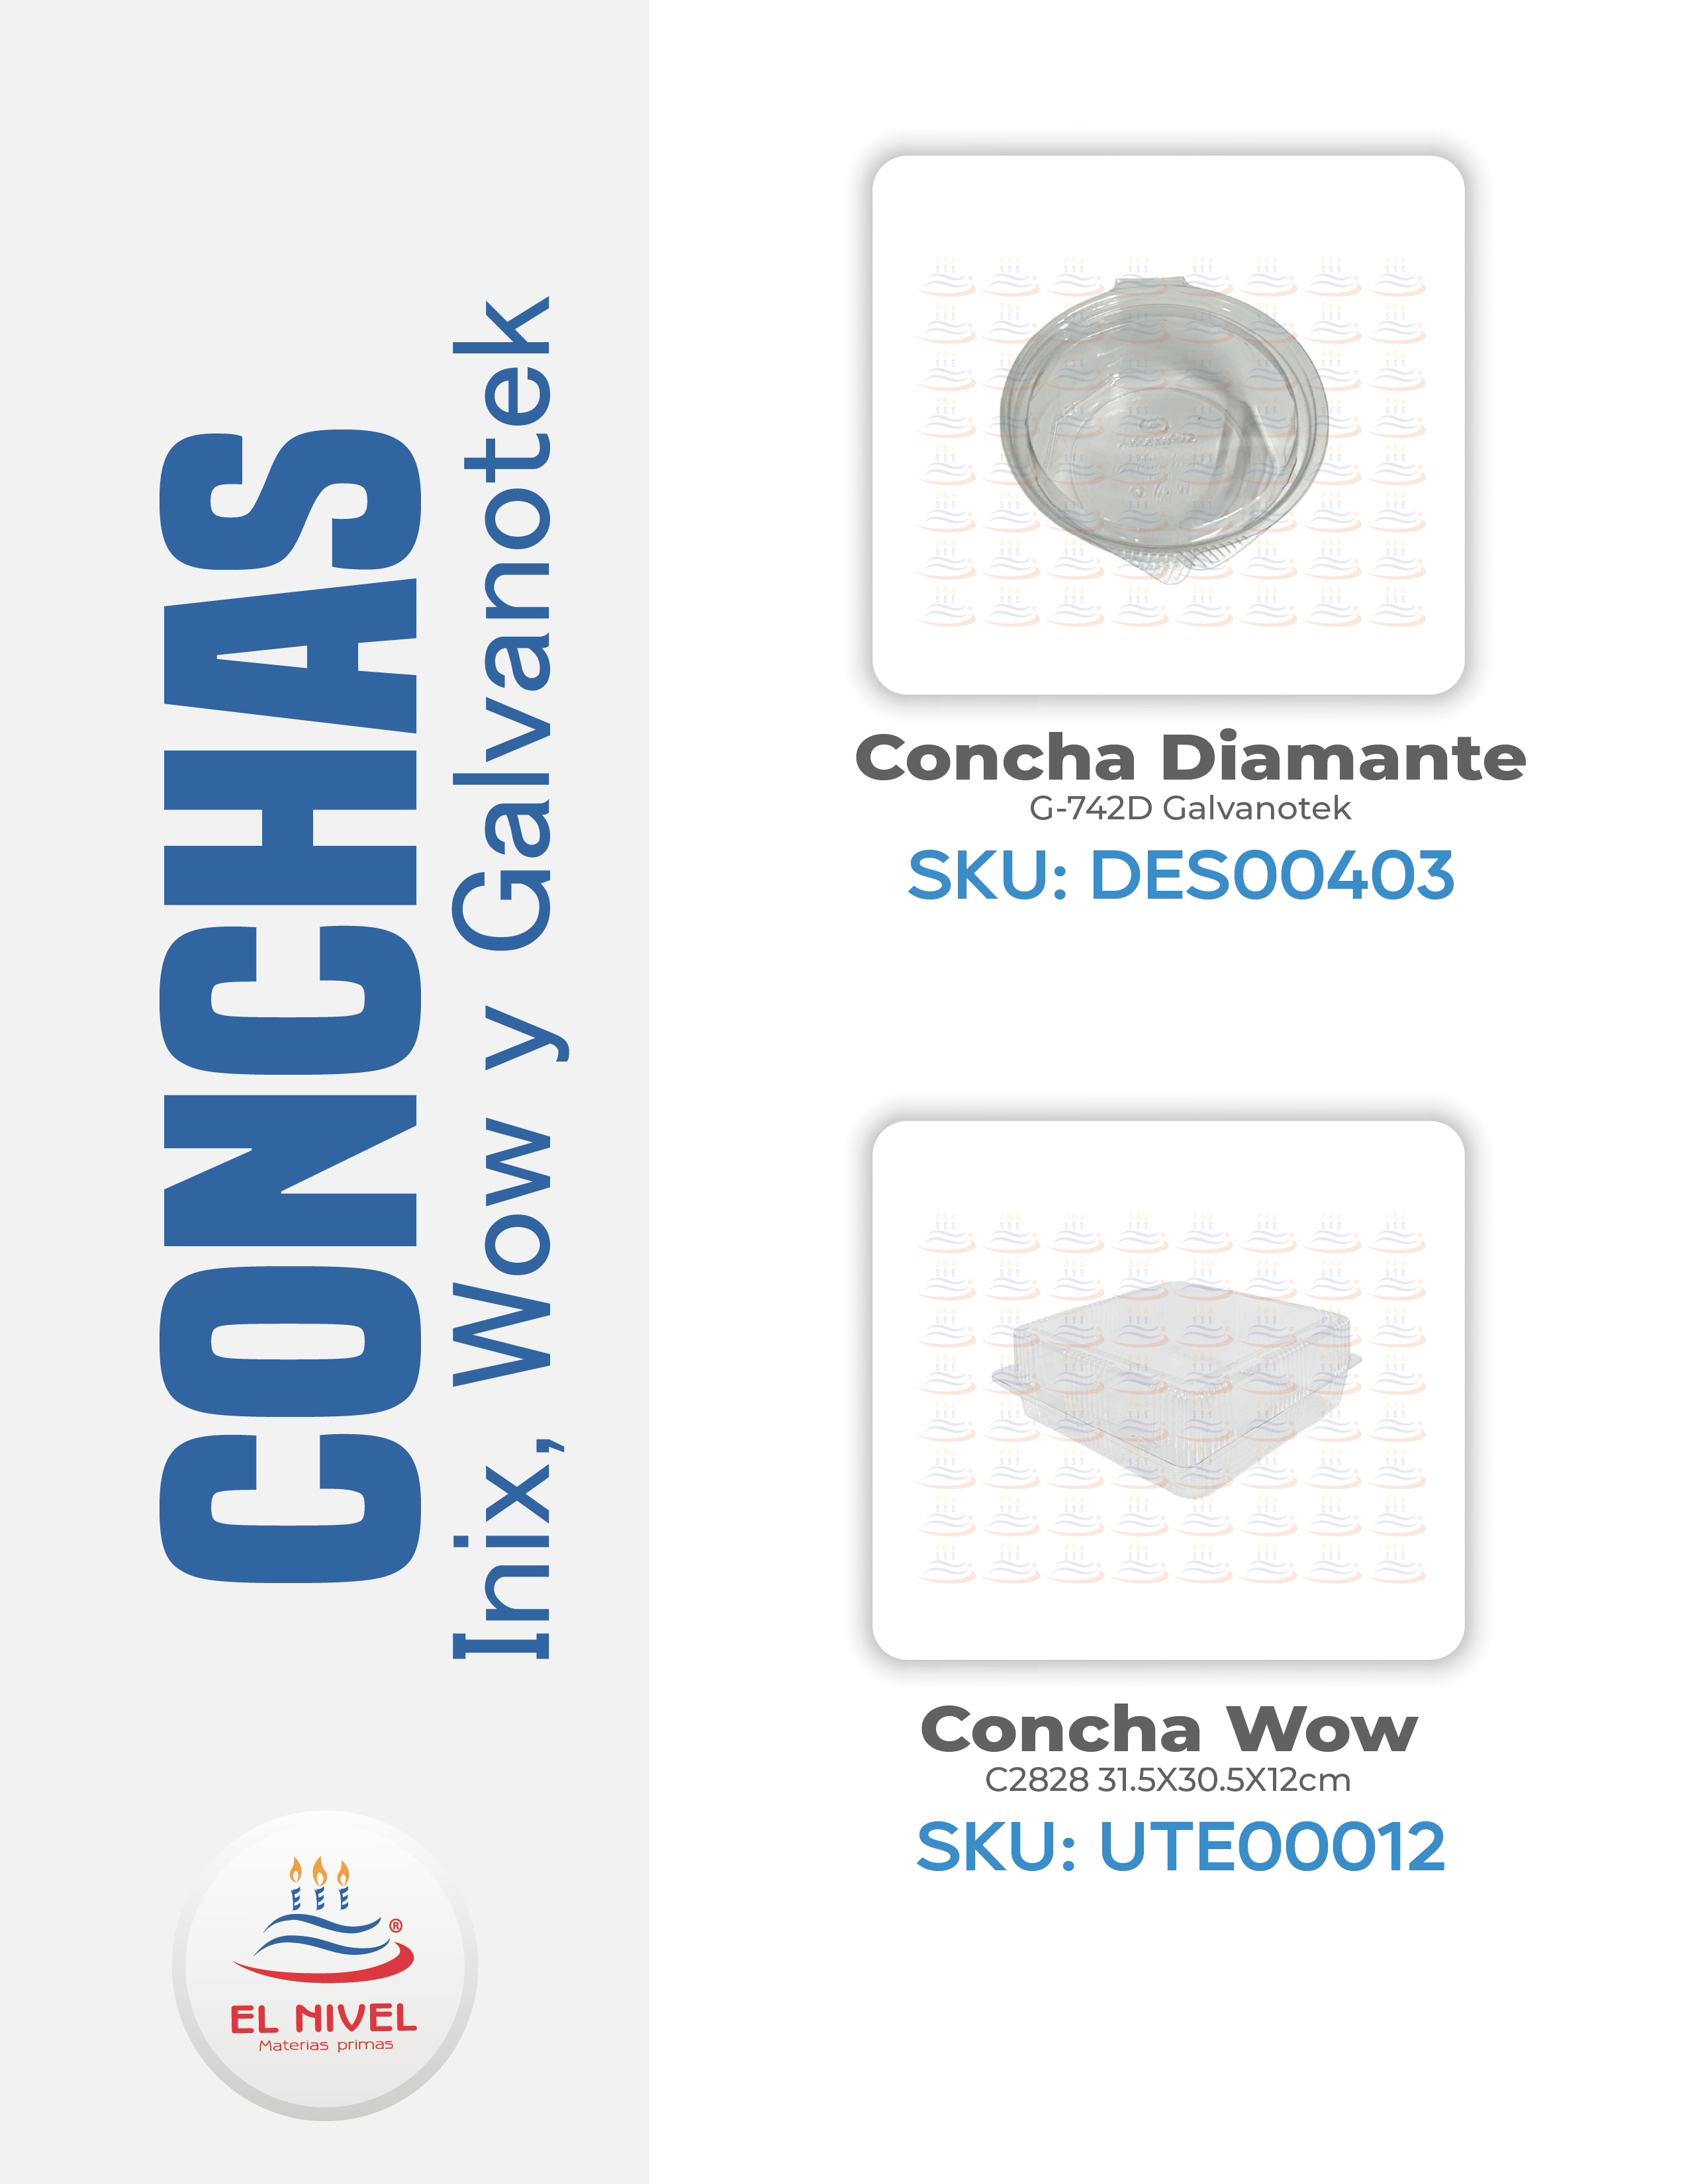 CONCHAS
Inix, Wow y Galvanotek
Concha Diamante
G-742D Galvanotek
SKU: DES00403
Concha Wow
C2828 31.5X30.5X12cm
SKU: UTE00012
®
EL NIVEL
Materias primas